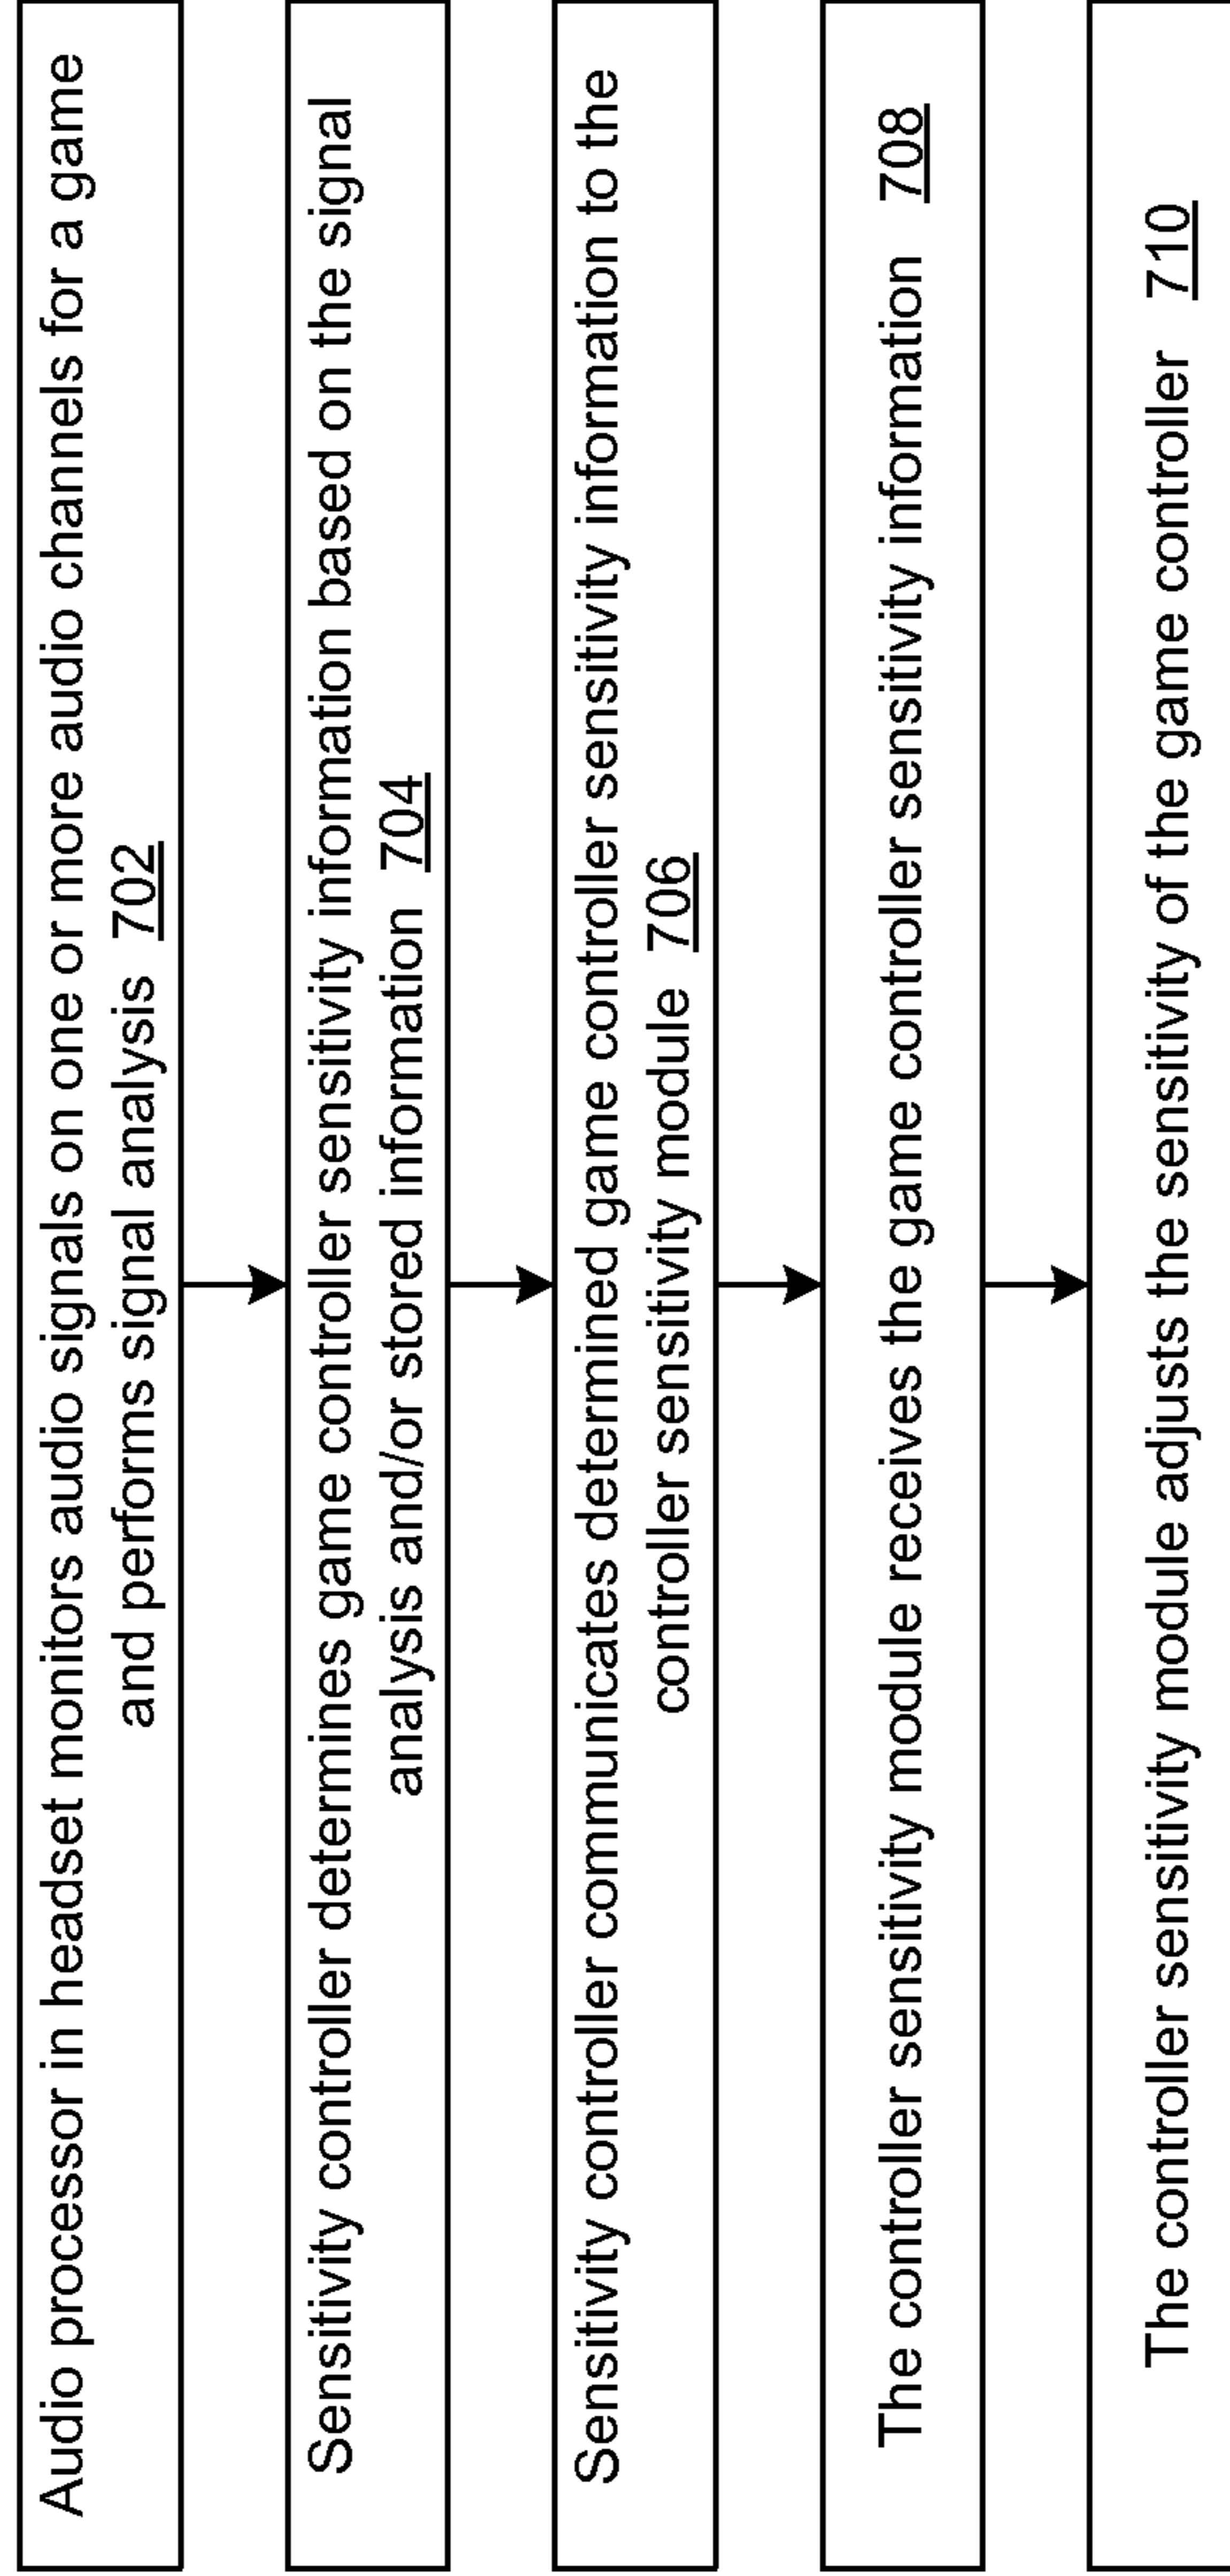 Audio processor in headset monitors audio signals on one or more audio channels for a game
and performs signal analysis 702
Sensitivity controller determines game controller sensitivity information based on the signal
analysis and/or stored information 704
Sensitivity controller communicates determined game controller sensitivity information to the
controller sensitivity module 706
The controller sensitivity module receives the game controller sensitivity information 708
The controller sensitivity module adjusts the sensitivity of the game controller 710